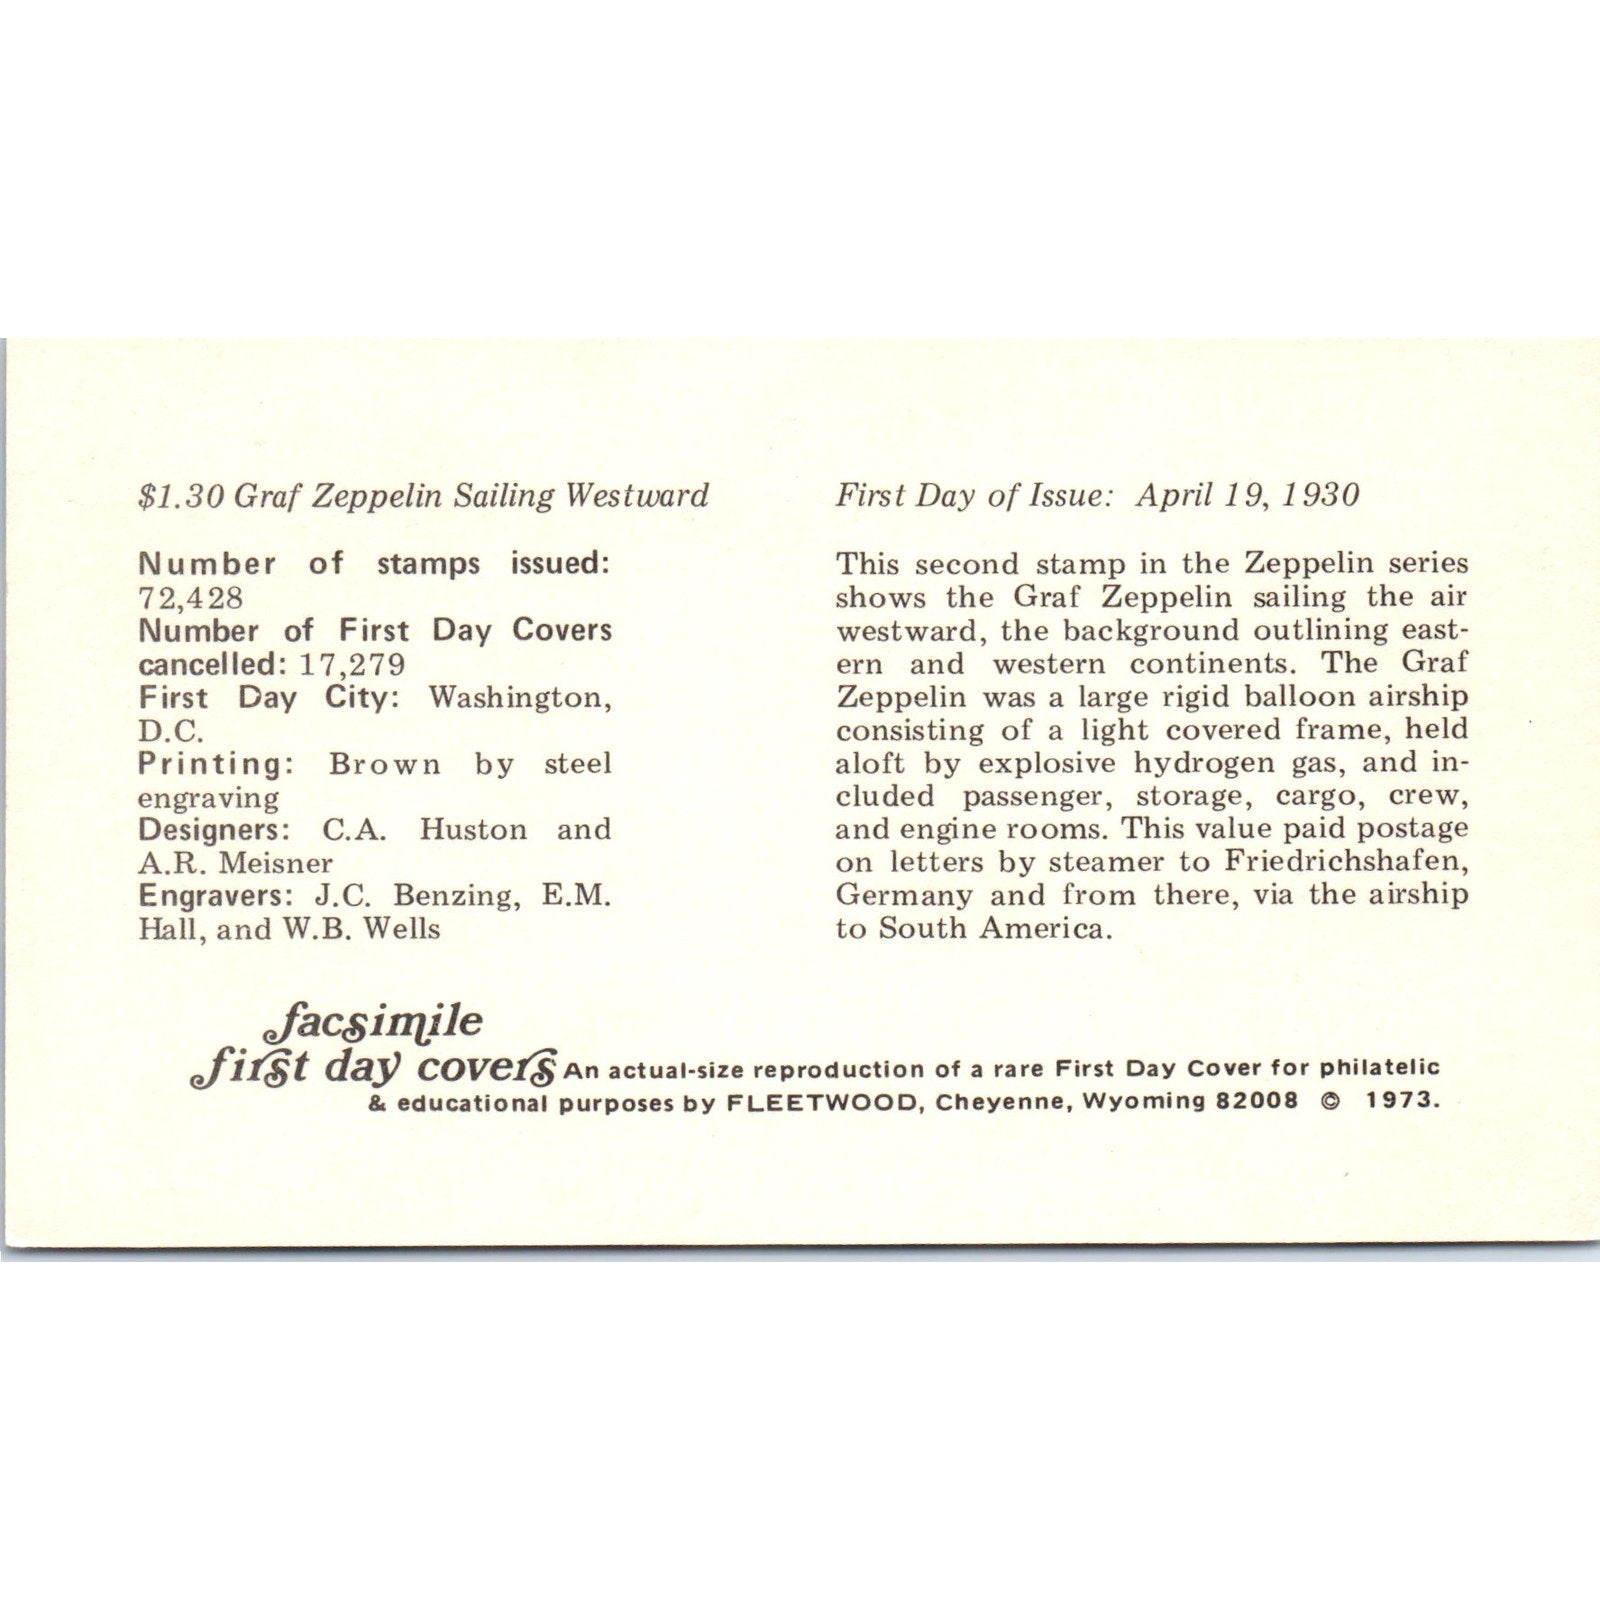 $1.30 Graf Zeppelin Sailing Westward
Number of stamps issued:
72,428
Number of First Day Covers
cancelled: 17,279
First Day City: Washington,
D.C.
Printing: Brown by steel
engraving
Designers: C.A. Huston and
A.R. Meisner
Engravers: J.C. Benzing, E.M.
Hall, and W.B. Wells
First Day of Issue: April 19, 1930
This second stamp in the Zeppelin series
shows the Graf Zeppelin sailing the air
westward, the background outlining east-
ern and western continents. The Graf
Zeppelin was a large rigid balloon airship
consisting of a light covered frame, held
aloft by explosive hydrogen gas, and in-
cluded passenger, storage, cargo, crew,
and engine rooms. This value paid postage
on letters by steamer to Friedrichshafen,
Germany and from there, via the airship
to South America.
facsimile
first day covers An actual-size reproduction of a rare First Day Cover for philatelic
& educational purposes by FLEETWOOD, Cheyenne, Wyoming 82008 © 1973.